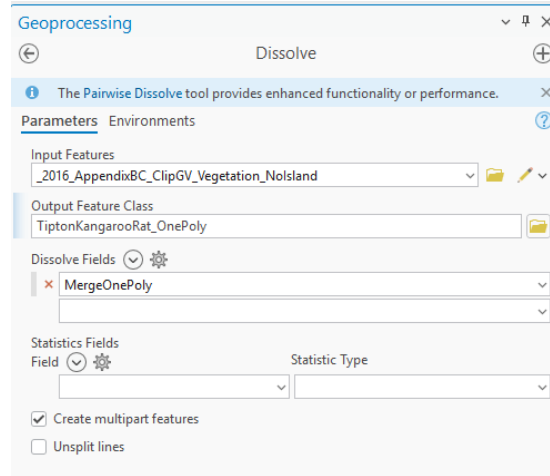 Geoprocessing
Dissolve
The Pairwise Dissolve tool provides enhanced functionality or performance.
Parameters Environments
Input Features
_2016_AppendixBC_ClipGV_Vegetation_NoIsland
Output Feature Class
TiptonKangarooRat_OnePoly
Dissolve Fields
MergeOnePoly
Statistics Fields
Field Statistic Type
Create multipart features
Unsplit lines